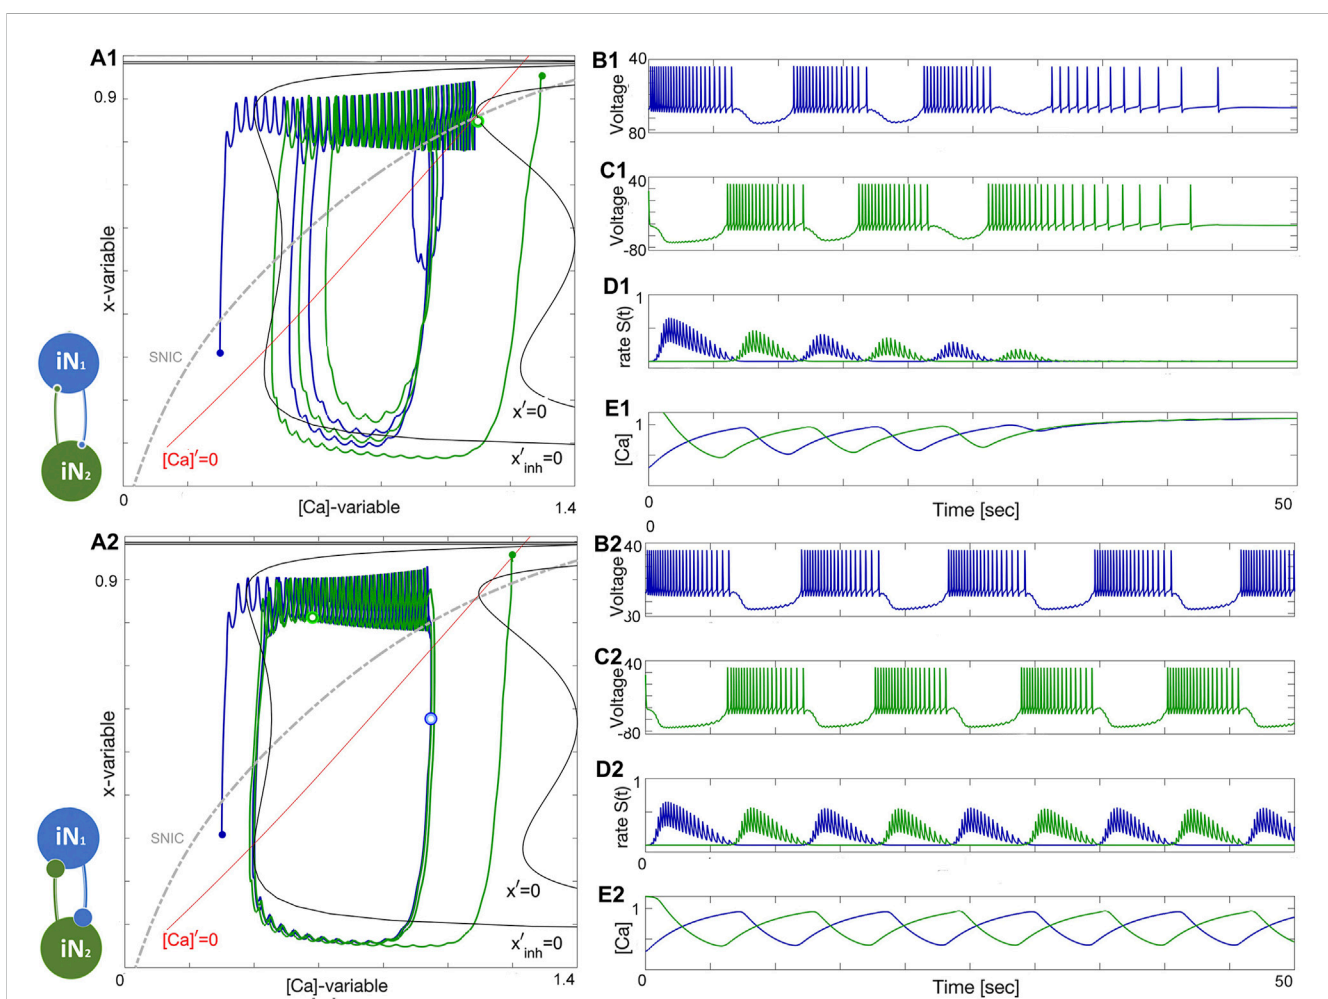 A1
0.9
x-variable
SNIC
iN1
iN2
[Ca]′=0
x′=0
x′inh=0
0
[Ca]-variable
1.4
B1
40
Voltage
80
C1
40
Voltage
-80
D1
1
rate S(t)
E1
1
[Ca]
0
Time [sec]
50
0
A2
0.9
x-variable
SNIC
iN1
iN2
[Ca]′=0
x′=0
x′inh=0
0
[Ca]-variable
1.4
B2
40
Voltage
30
C2
40
Voltage
-80
D2
1
rate S(t)
0
E2
1
[Ca]
0
Time [sec]
50